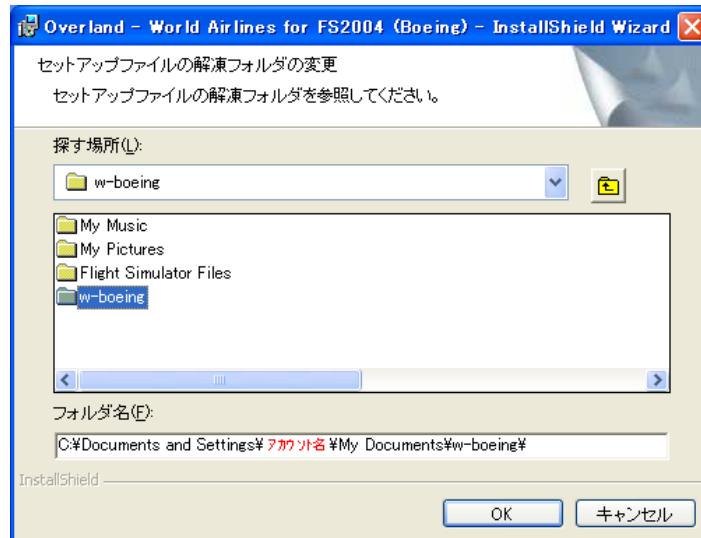 Overland - World Airlines for FS2004 (Boeing) - InstallShield Wizard
セットアップファイルの解凍フォルダの変更
セットアップファイルの解凍フォルダを参照してください。
探す場所(L):
w-boeing
My Music
My Pictures
Flight Simulator Files
w-boeing
フォルダ名(F):
C:¥Documents and Settings¥アカウント名¥My Documents¥w-boeing¥
InstallShield
OK キャンセル